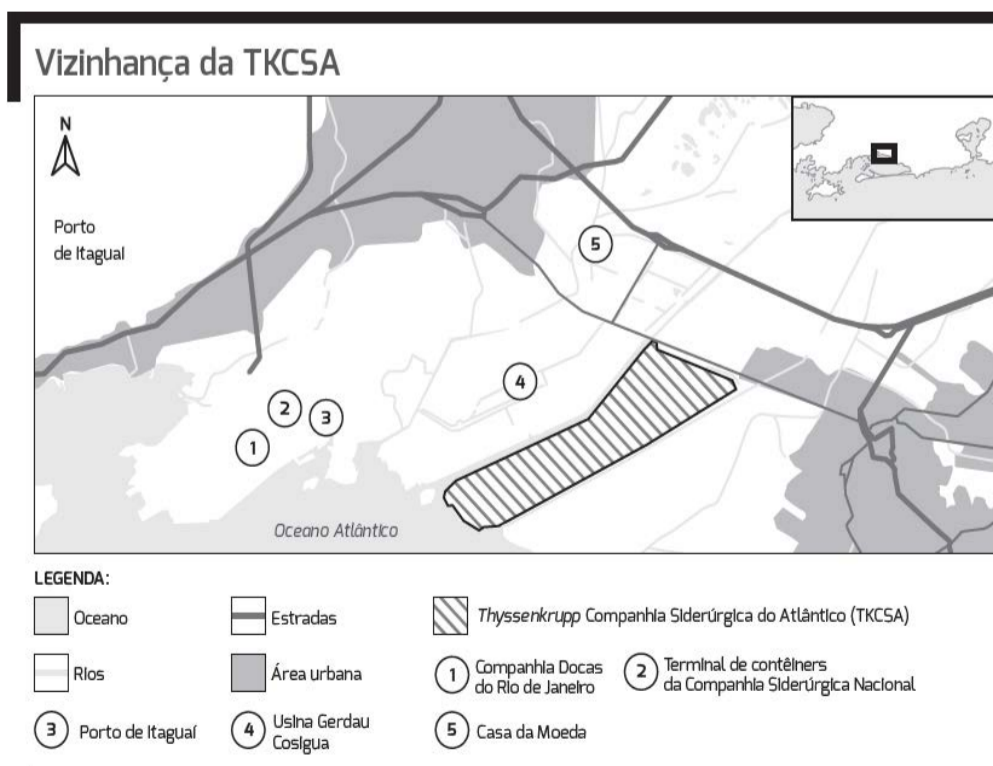 Vizinhança da TKCSA
N
Porto
de Itaguaí
5
4
2
3
1
Oceano Atlântico
LEGENDA:
Oceano
Estradas
Thyssenkrupp Companhia Siderúrgica do Atlântico (TKCSA)
Rios
Área urbana
1 Companhia Docas
do Rio de Janeiro
2 Terminal de contêiners
da Companhia Siderúrgica Nacional
3 Porto de Itaguaí
4 Usina Gerdau
Cosigua
5 Casa da Moeda